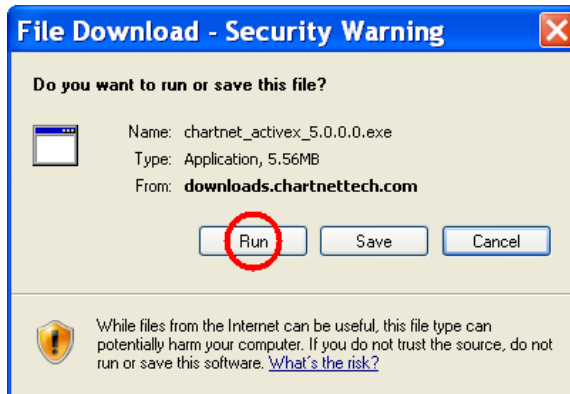 File Download - Security Warning
Do you want to run or save this file?
Name: chartnet_activex_5.0.0.0.exe
Type: Application, 5.56MB
From: downloads.chartnettech.com
Run Save Cancel
While files from the Internet can be useful, this file type can
potentially harm your computer. If you do not trust the source, do not
run or save this software. What's the risk?